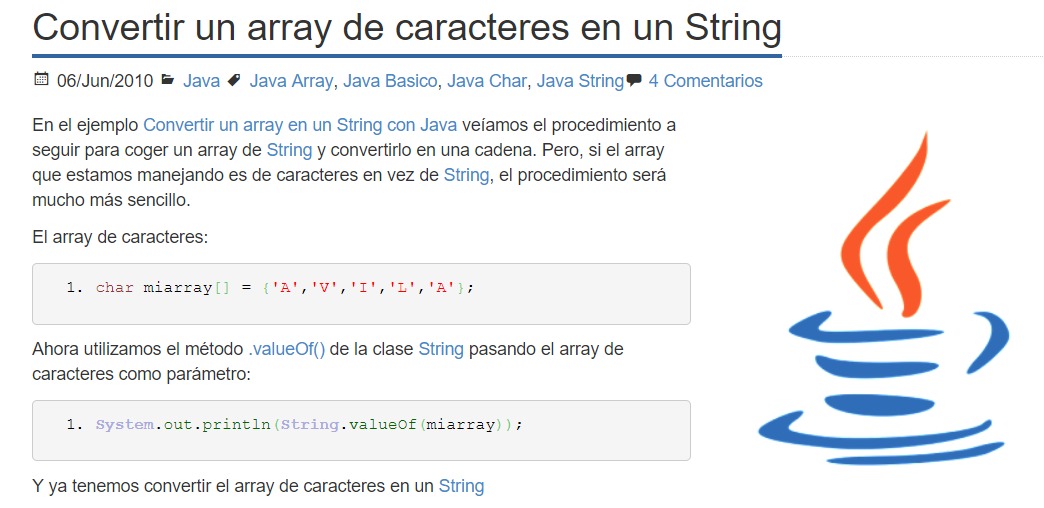 Convertir un array de caracteres en un String
06/Jun/2010 Java Java Array, Java Basico, Java Char, Java String 4 Comentarios
En el ejemplo Convertir un array en un String con Java veíamos el procedimiento a
seguir para coger un array de String y convertirlo en una cadena. Pero, si el array
que estamos manejando es de caracteres en vez de String, el procedimiento será
mucho más sencillo.
El array de caracteres:
1. char miarray[] = {'A','V','I','L','A'};
Ahora utilizamos el método .valueOf() de la clase String pasando el array de
caracteres como parámetro:
1. System.out.println(String.valueOf(miarray));
Y ya tenemos convertir el array de caracteres en un String